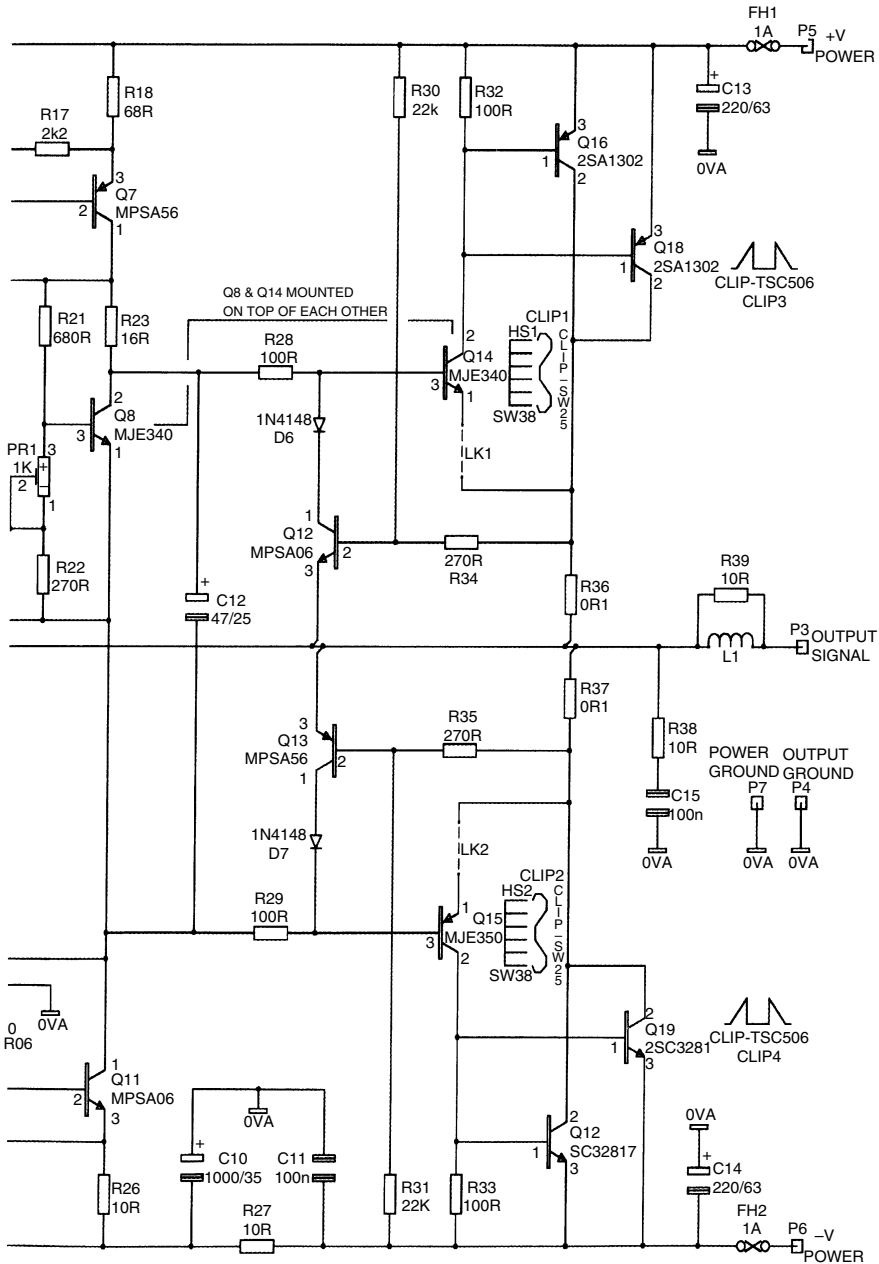 FH1
1A
P5
+V
POWER
R18
68R
R30
22k
R32
100R
+
C13
220/63
0VA
R17
2k2
3
Q16
2SA1302
1
2
3
Q7
MPSA56
2
1
3
Q18
2SA1302
1
2
CLIP-TSC506
CLIP3
Q8 & Q14 MOUNTED
ON TOP OF EACH OTHER
R21
680R
R23
16R
R28
100R
2
Q14
MJE340
3
1
HS1
CLIP1
CLIP_SW25
SW38
2
Q8
MJE340
3
1
1N4148
D6
LK1
PR1
1K
3
2
+
–
1
1
Q12
MPSA06
2
3
270R
R34
R22
270R
+
C12
47/25
R36
0R1
R39
10R
L1
P3
OUTPUT
SIGNAL
R37
0R1
3
Q13
MPSA56
2
1
R35
270R
R38
10R
POWER
GROUND
P7
OUTPUT
GROUND
P4
C15
100n
0VA
0VA
0VA
1N4148
D7
LK2
R29
100R
1
Q15
MJE350
3
2
HS2
CLIP2
CLIP_SW25
SW38
0VA
0
R06
2
Q19
2SC3281
1
3
CLIP-TSC506
CLIP4
1
Q11
MPSA06
2
3
0VA
+
C10
1000/35
C11
100n
2
Q12
SC32817
1
3
0VA
+
C14
220/63
R26
10R
R27
10R
R31
22K
R33
100R
FH2
1A
P6
–V
POWER